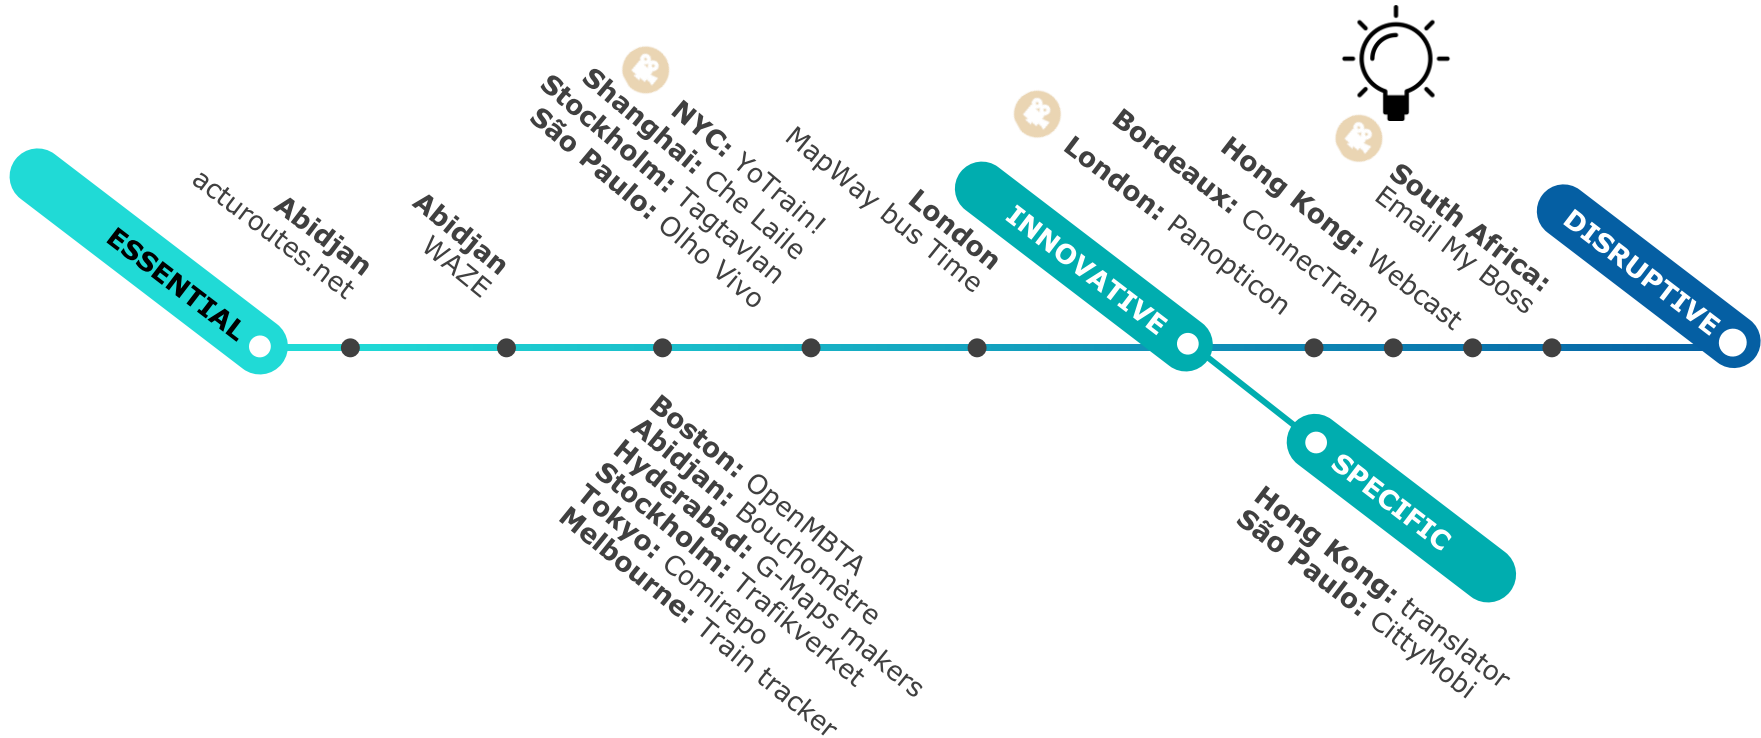 ESSENTIAL
Abidjan
acturoutes.net
Abidjan
WAZE
NYC: YoTrain!
Shanghai: Che Laile
Stockholm: Tagtavlan
São Paulo: Olho Vivo
London
MapWay bus Time
INNOVATIVE
London: Panopticon
Bordeaux: ConnecTram
Hong Kong: Webcast
South Africa:
Email My Boss
DISRUPTIVE
Boston: OpenMBTA
Abidjan: Bouchomètre
Hyderabad: G-Maps makers
Stockholm: Trafikverket
Tokyo: Comirepo
Melbourne: Train tracker
SPECIFIC
Hong Kong: translator
São Paulo: CittyMobi